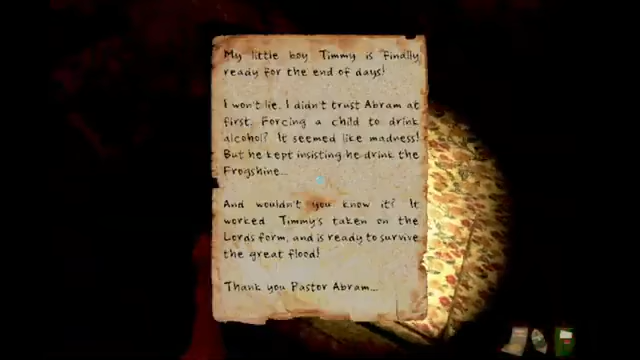 My little boy Timmy is finally
ready for the end of days!
I won't lie. I didn't trust Abram at
first. Forcing a child to drink
alcohol? It seemed like madness!
But he kept insisting he drink the
Frogshine...
And wouldn't you know it? It
worked. Timmy's taken on the
Lords form, and is ready to survive
the great flood!
Thank you Pastor Abram...